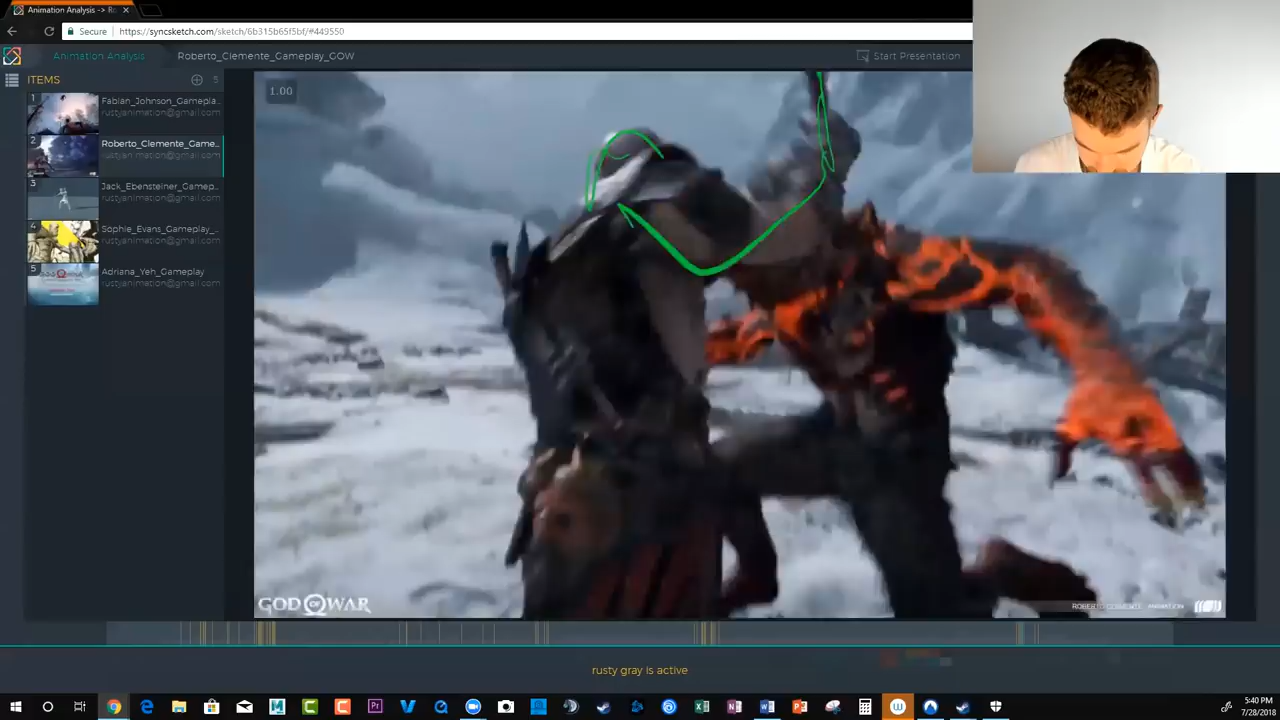 Animation Analysis -> R
Secure
https://syncsketch.com/sketch/6b315b65f5bf/#449550
Animation Analysis
Roberto_Clemente_Gameplay_GOW
Start Presentation
ITEMS
5
1.00
1
Fabian_Johnson_Gamepla...
rustyanimation@gmail.com
2
Roberto_Clemente_Game...
rustyanimation@gmail.com
3
Jack_Ebensteiner_Gamep...
rustyanimation@gmail.com
4
Sophie_Evans_Gameplay_...
rustyanimation@gmail.com
5
Adriana_Yeh_Gameplay
rustyanimation@gmail.com
GOD OF WAR
ROBERTO CLEMENTE ANIMATION
rusty gray is active
5:40 PM
7/28/2018